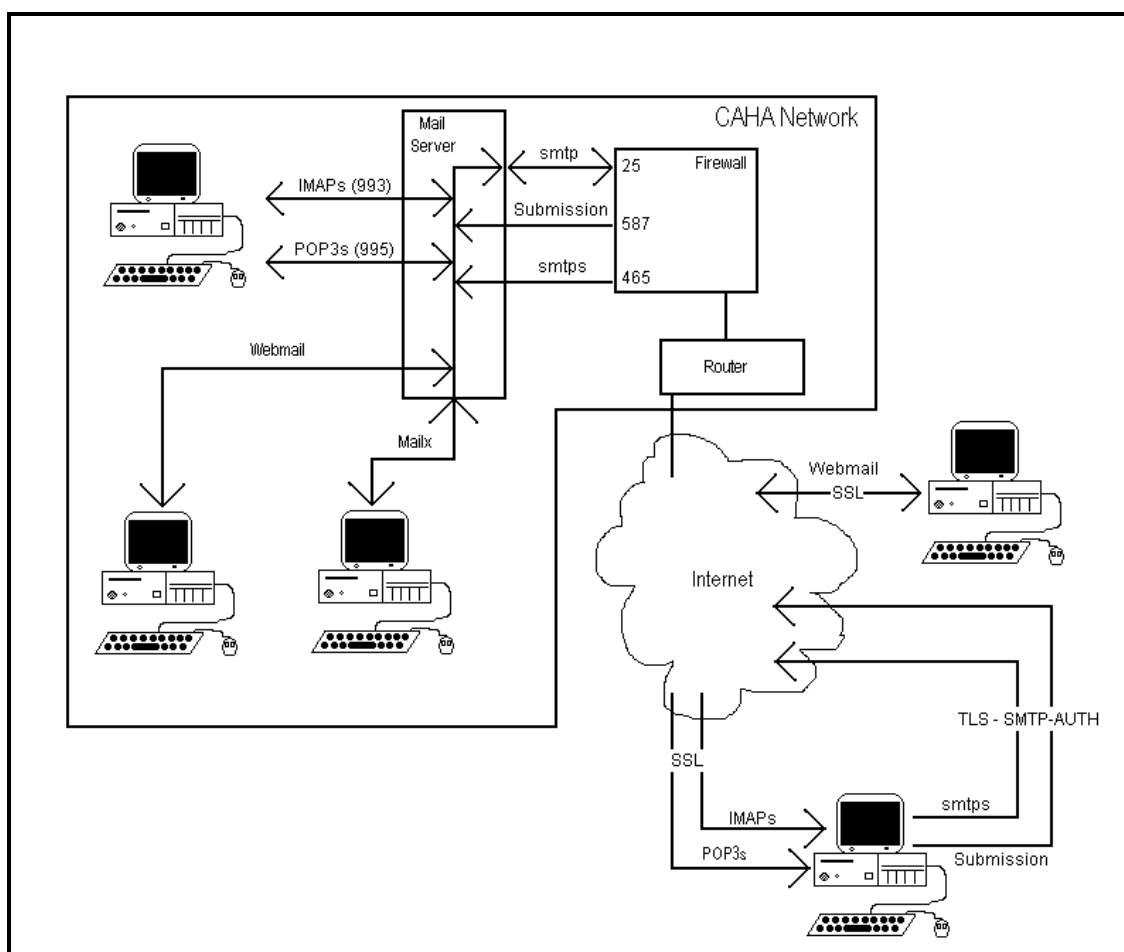 CAHA Network
Mail
Server
smtp
25
Firewall
IMAPs (993)
Submission
587
POP3s (995)
smtps
465
Webmail
Router
Mailx
Webmail
SSL
Internet
TLS - SMTP-AUTH
SSL
IMAPs
smtps
POP3s
Submission